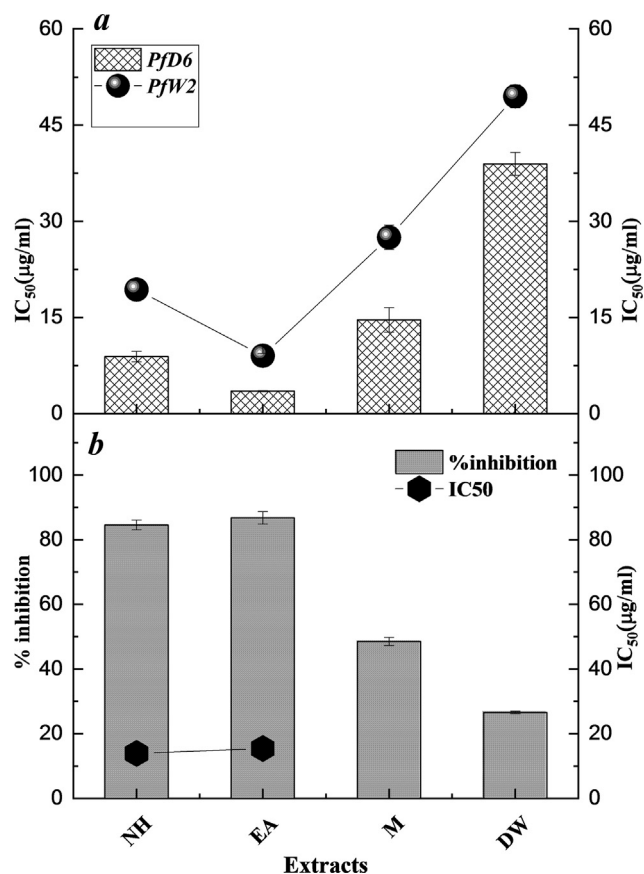 a
PfD6
PfW2
60
45
30
15
0
IC50(µg/ml)
60
45
30
15
0
IC50(µg/ml)
b
%inhibition
IC50
100
80
60
40
20
0
% inhibition
100
80
60
40
20
0
IC50(µg/ml)
NH
EA
M
DW
Extracts